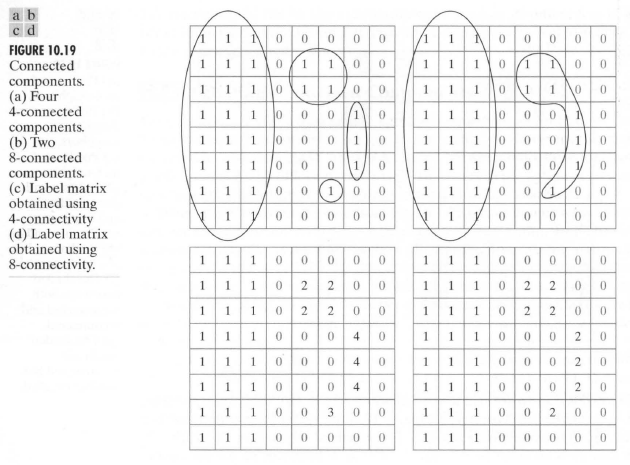 a b
c d
FIGURE 10.19
Connected
components.
(a) Four
4-connected
components.
(b) Two
8-connected
components.
(c) Label matrix
obtained using
4-connectivity
(d) Label matrix
obtained using
8-connectivity.
1 1 1 0 0 0 0 0
1 1 1 0 1 1 0 0
1 1 1 0 1 1 0 0
1 1 1 0 0 0 1 0
1 1 1 0 0 0 1 0
1 1 1 0 0 0 1 0
1 1 1 0 0 1 0 0
1 1 1 0 0 0 0 0
1 1 1 0 0 0 0 0
1 1 1 0 1 1 0 0
1 1 1 0 1 1 0 0
1 1 1 0 0 0 1 0
1 1 1 0 0 0 1 0
1 1 1 0 0 0 1 0
1 1 1 0 0 1 0 0
1 1 1 0 0 0 0 0
1 1 1 0 0 0 0 0
1 1 1 0 2 2 0 0
1 1 1 0 2 2 0 0
1 1 1 0 0 0 4 0
1 1 1 0 0 0 4 0
1 1 1 0 0 0 4 0
1 1 1 0 0 3 0 0
1 1 1 0 0 0 0 0
1 1 1 0 0 0 0 0
1 1 1 0 2 2 0 0
1 1 1 0 2 2 0 0
1 1 1 0 0 0 2 0
1 1 1 0 0 0 2 0
1 1 1 0 0 0 2 0
1 1 1 0 0 2 0 0
1 1 1 0 0 0 0 0